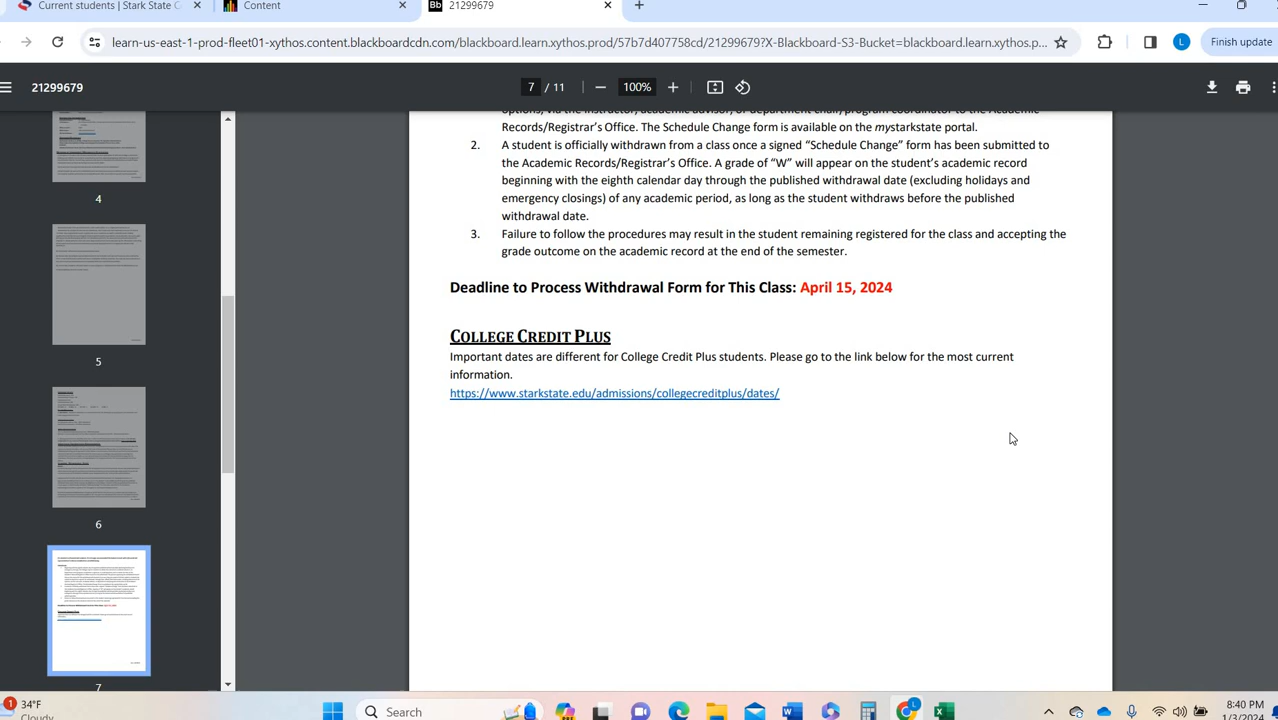 Current students | Stark State C
Content
Bb 21299679
learn-us-east-1-prod-fleet01-xythos.content.blackboardcdn.com/blackboard.learn.xythos.prod/57b7d407758cd/21299679?X-Blackboard-S3-Bucket=blackboard.learn.xythos.p...
L
Finish update
21299679
7 / 11
100%
Records/Registrar's Office. The Schedule Change form is available on the mystarkstate portal.
2. A student is officially withdrawn from a class once a signed "Schedule Change" form has been submitted to
the Academic Records/Registrar's Office. A grade of "W" will appear on the student's academic record
beginning with the eighth calendar day through the published withdrawal date (excluding holidays and
emergency closings) of any academic period, as long as the student withdraws before the published
withdrawal date.
3. Failure to follow the procedures may result in the student remaining registered for the class and accepting the
grade outcome on the academic record at the end of the semester.
Deadline to Process Withdrawal Form for This Class: April 15, 2024
COLLEGE CREDIT PLUS
Important dates are different for College Credit Plus students. Please go to the link below for the most current
information.
https://www.starkstate.edu/admissions/collegecreditplus/dates/
4
5
6
7
1
34°F
Cloudy
Search
8:40 PM
1/3/2024